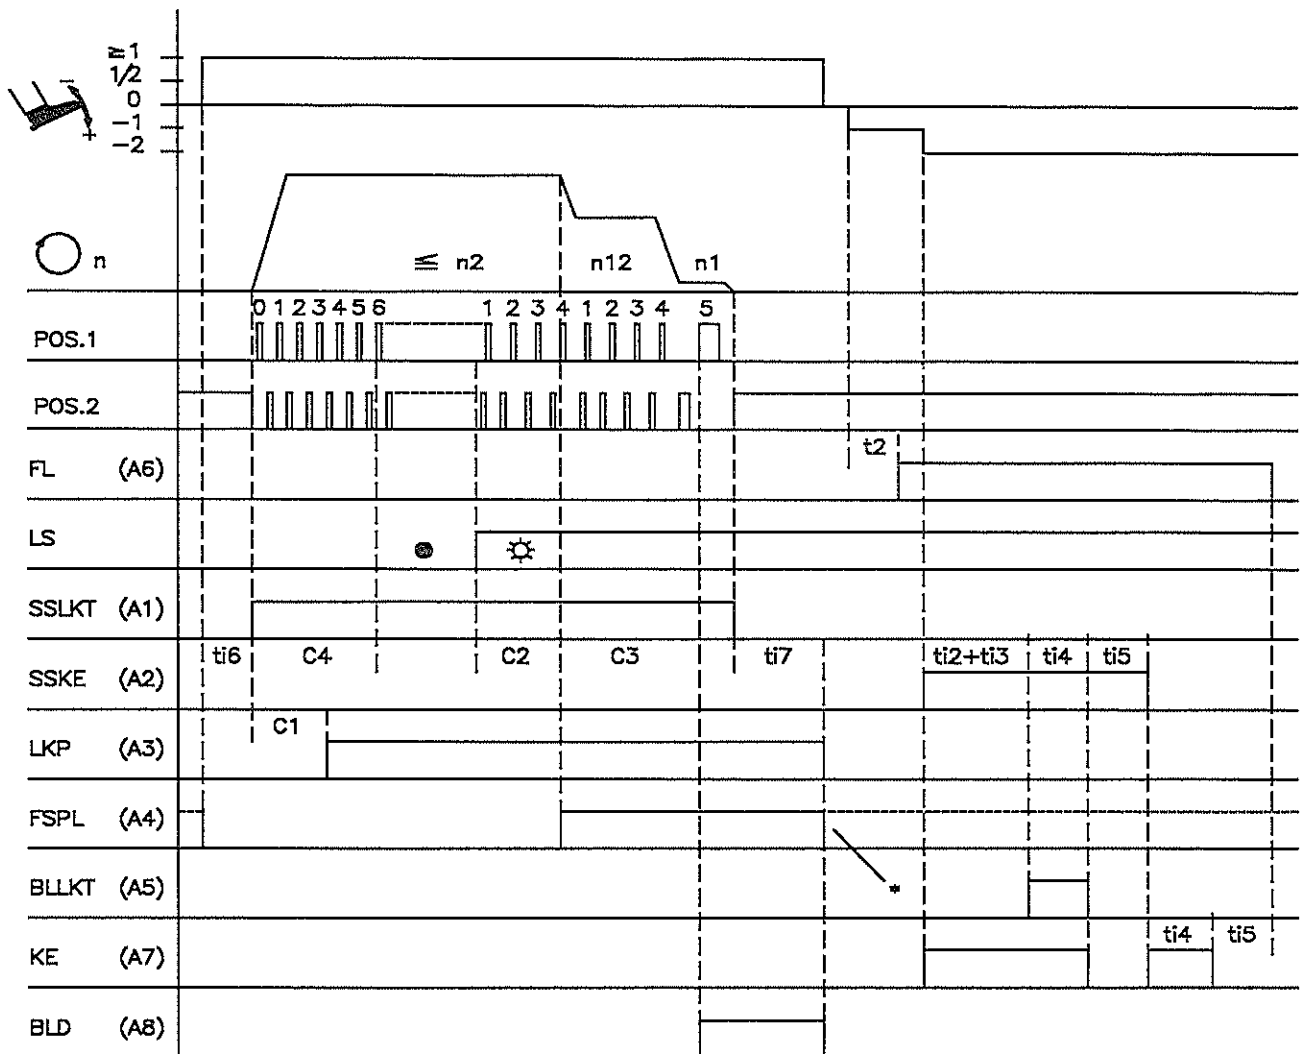 ≧1
1/2
0
-1
-2
− +
n
≦ n2 n12 n1
0 1 2 3 4 5 6 1 2 3 4 1 2 3 4 5
POS.1
POS.2
t2
FL (A6)
LS
SSLKT (A1)
ti6 C4 C2 C3 ti7 ti2+ti3 ti4 ti5
SSKE (A2)
C1
LKP (A3)
FSPL (A4)
BLLKT (A5) *
ti4 ti5
KE (A7)
BLD (A8)